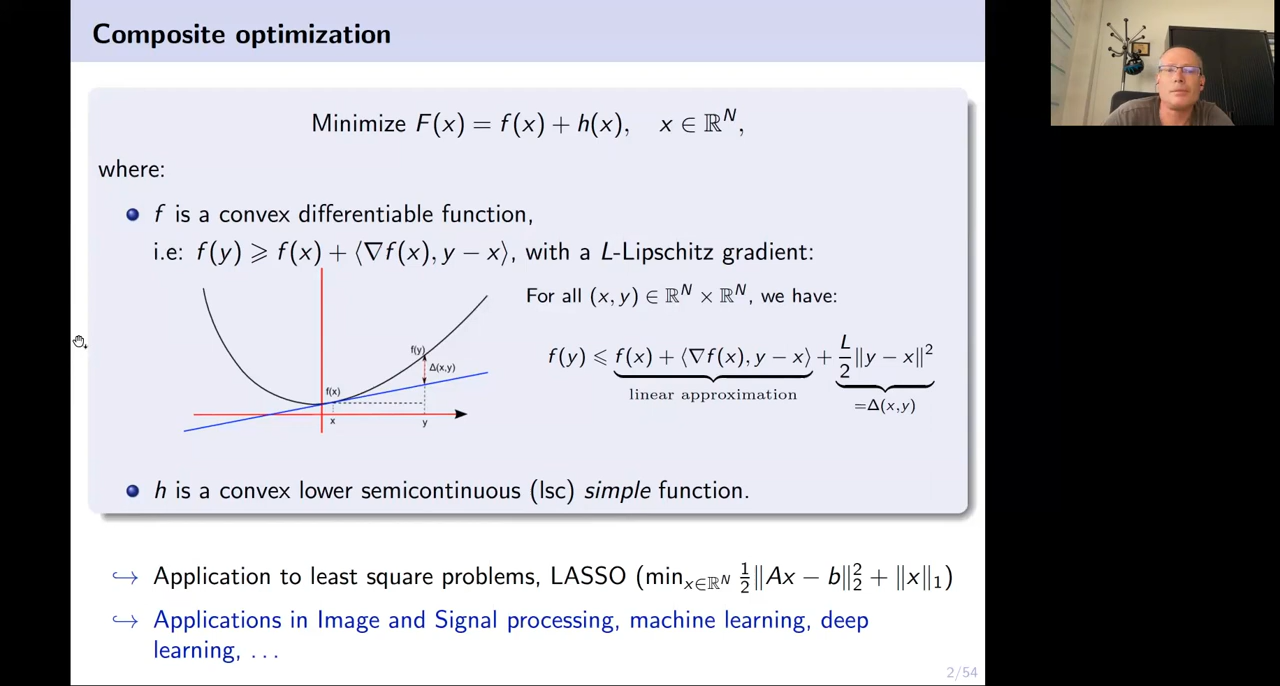 Composite optimization
Minimize F(x) = f(x) + h(x), x ∈ ℝ^N,
where:
f is a convex differentiable function,
i.e: f(y) ⩾ f(x) + ⟨∇f(x), y − x⟩, with a L-Lipschitz gradient:
For all (x, y) ∈ ℝ^N × ℝ^N, we have:
f(y) ⩽ f(x) + ⟨∇f(x), y − x⟩ + L/2 ‖y − x‖²
linear approximation
=Δ(x,y)
f(y)
Δ(x,y)
f(x)
x
y
h is a convex lower semicontinuous (lsc) simple function.
↪ Application to least square problems, LASSO (min_{x∈ℝ^N} ½‖Ax − b‖₂² + ‖x‖₁)
↪ Applications in Image and Signal processing, machine learning, deep
learning, . . .
2/54